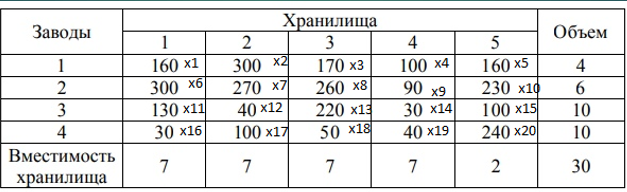 Заводы Хранилища Объем
1 2 3 4 5
1 160 x1 300 x2 170 x3 100 x4 160 x5 4
2 300 x6 270 x7 260 x8 90 x9 230 x10 6
3 130 x11 40 x12 220 x13 30 x14 100 x15 10
4 30 x16 100 x17 50 x18 40 x19 240 x20 10
Вместимость
хранилища 7 7 7 7 2 30